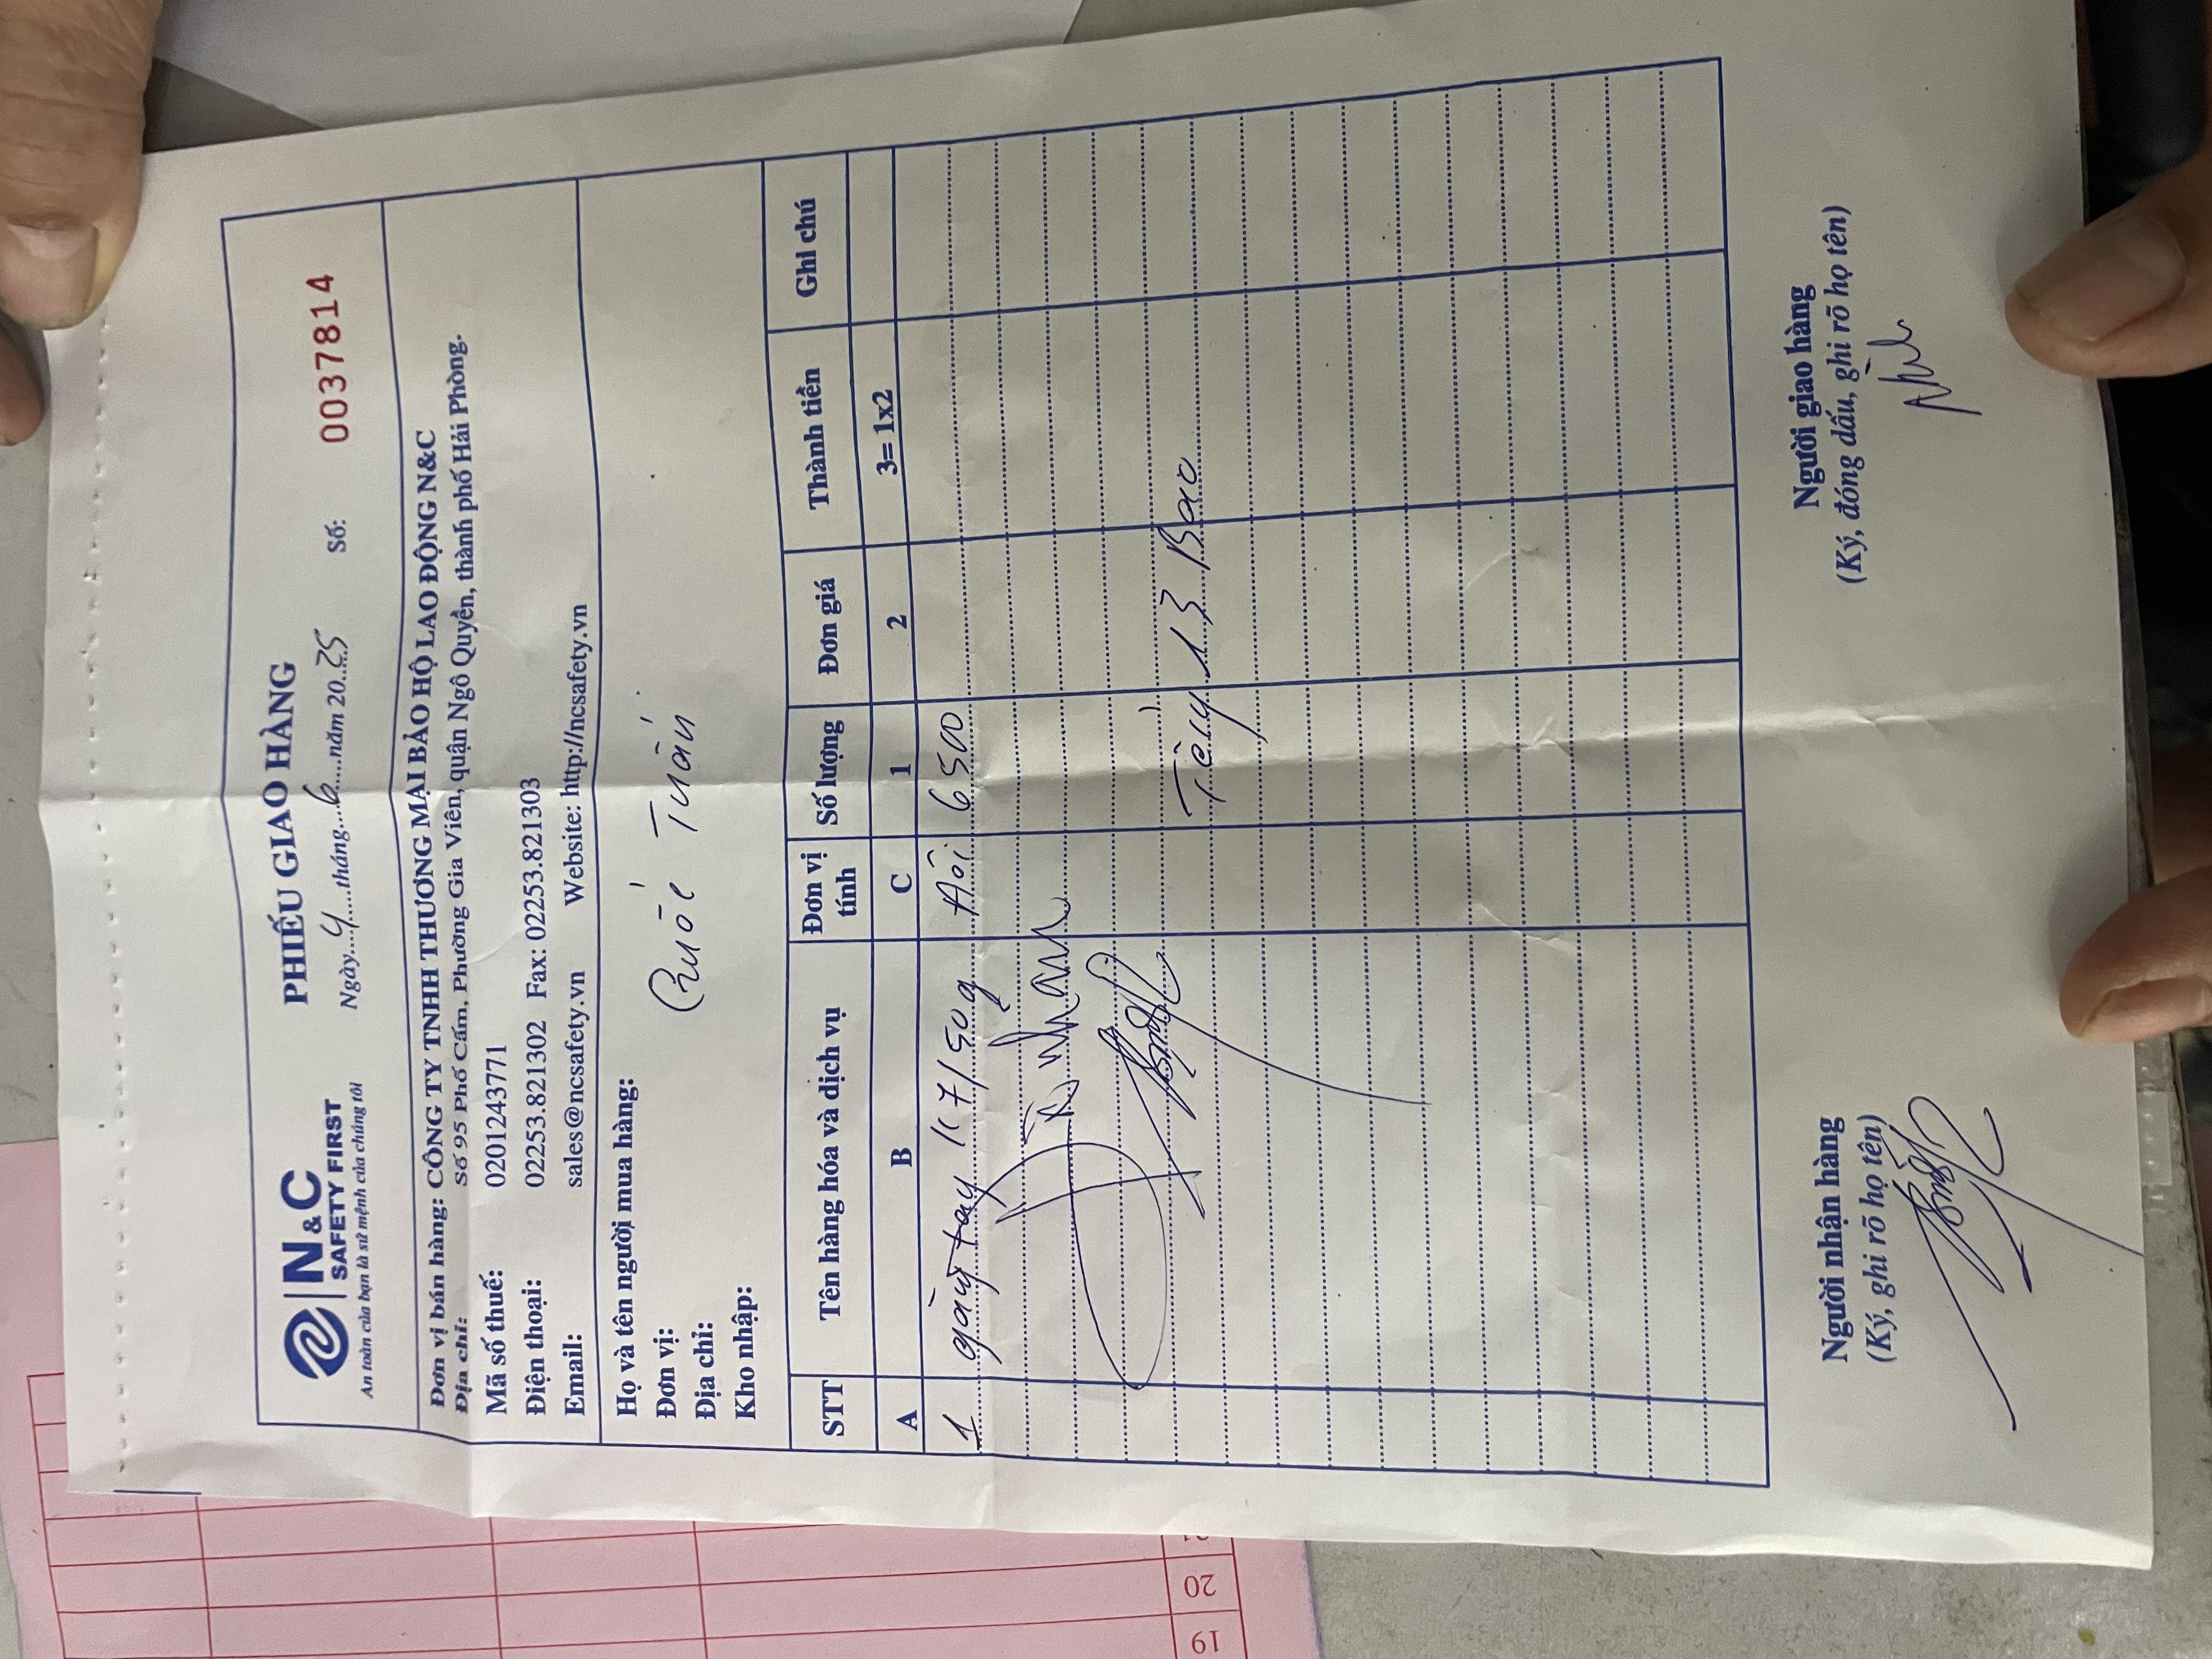 N&C
SAFETY FIRST
An toàn của bạn là sứ mệnh của chúng tôi
PHIẾU GIAO HÀNG
Ngày....4.....tháng...6.....năm 20.25
Số: 0037814
Đơn vị bán hàng: CÔNG TY TNHH THƯƠNG MẠI BẢO HỘ LAO ĐỘNG N&C
Địa chỉ: Số 95 Phố Cấm, Phường Gia Viên, quận Ngô Quyền, thành phố Hải Phòng.
Mã số thuế: 0201243771
Điện thoại: 02253.821302 Fax: 02253.821303
Email: sales@ncsafety.vn Website: http://ncsafety.vn
Họ và tên người mua hàng:
Đơn vị: Quốc Tuấn
Địa chỉ:
Kho nhập:
STT Tên hàng hóa và dịch vụ Đơn vị tính Số lượng Đơn giá Thành tiền Ghi chú
A B C 1 2 3= 1x2
1 găng tay K7/50g Đôi 6500
13 Bao
Người nhận hàng
(Ký, ghi rõ họ tên)
Người giao hàng
(Ký, đóng dấu, ghi rõ họ tên)
19
20